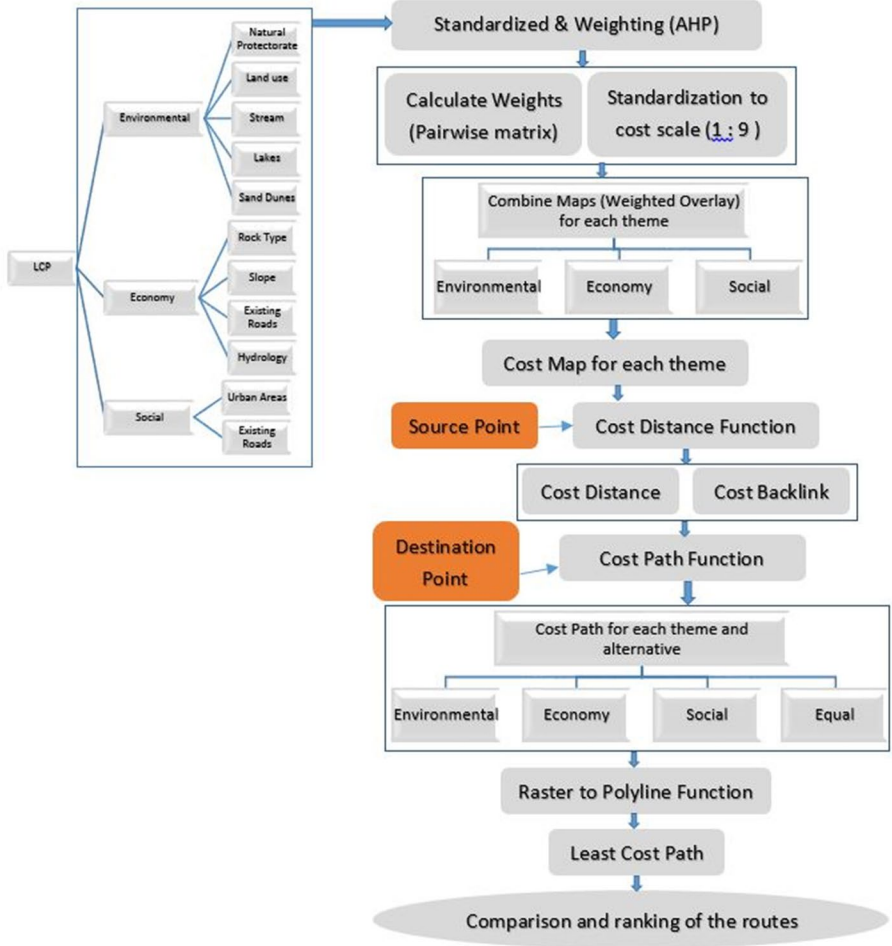 LCP
Environmental
Natural
Protectorate
Land use
Stream
Lakes
Sand Dunes
Economy
Rock Type
Slope
Existing
Roads
Hydrology
Social
Urban Areas
Existing
Roads
Standardized & Weighting (AHP)
Calculate Weights
(Pairwise matrix)
Standardization to
cost scale (1 : 9 )
Combine Maps (Weighted Overlay)
for each theme
Environmental
Economy
Social
Cost Map for each theme
Source Point
Cost Distance Function
Cost Distance
Cost Backlink
Destination
Point
Cost Path Function
Cost Path for each theme and
alternative
Environmental
Economy
Social
Equal
Raster to Polyline Function
Least Cost Path
Comparison and ranking of the routes